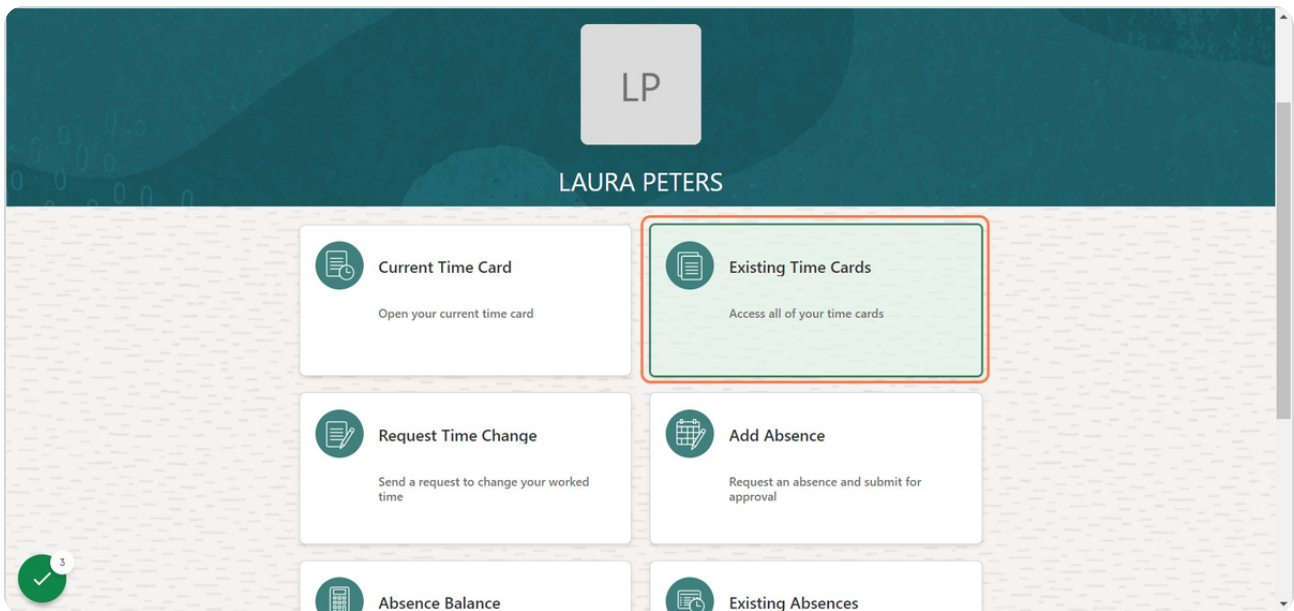 LP
LAURA PETERS
Current Time Card
Open your current time card
Existing Time Cards
Access all of your time cards
Request Time Change
Send a request to change your worked
time
Add Absence
Request an absence and submit for
approval
3
Absence Balance
Existing Absences